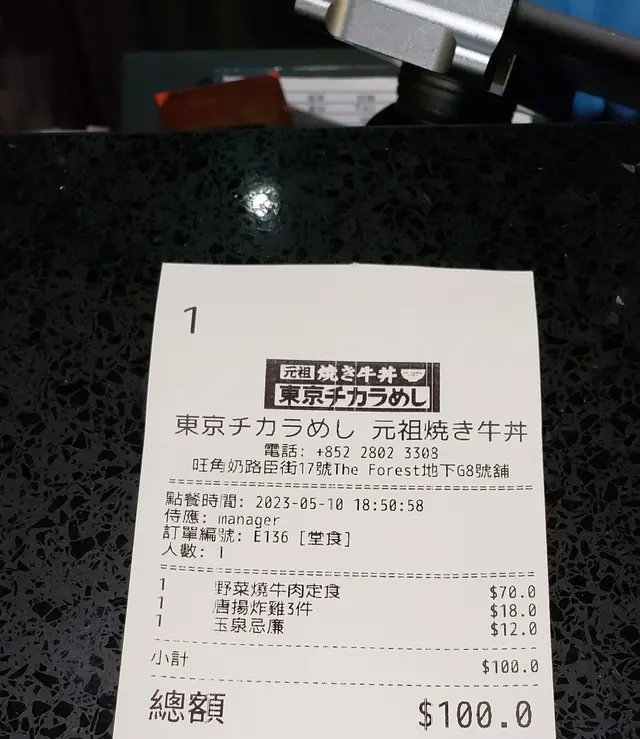 1
元祖 焼き牛丼
東京チカラめし
東京チカラめし 元祖焼き牛丼
電話: +852 2802 3308
旺角奶路臣街17號The Forest地下G8號舖
點餐時間: 2023-05-10 18:50:58
侍應: manager
訂單編號: E136 [堂食]
人數: 1
1 野菜燒牛肉定食 $70.0
1 唐揚炸雞3件 $18.0
1 玉泉忌廉 $12.0
小計 $100.0
總額 $100.0